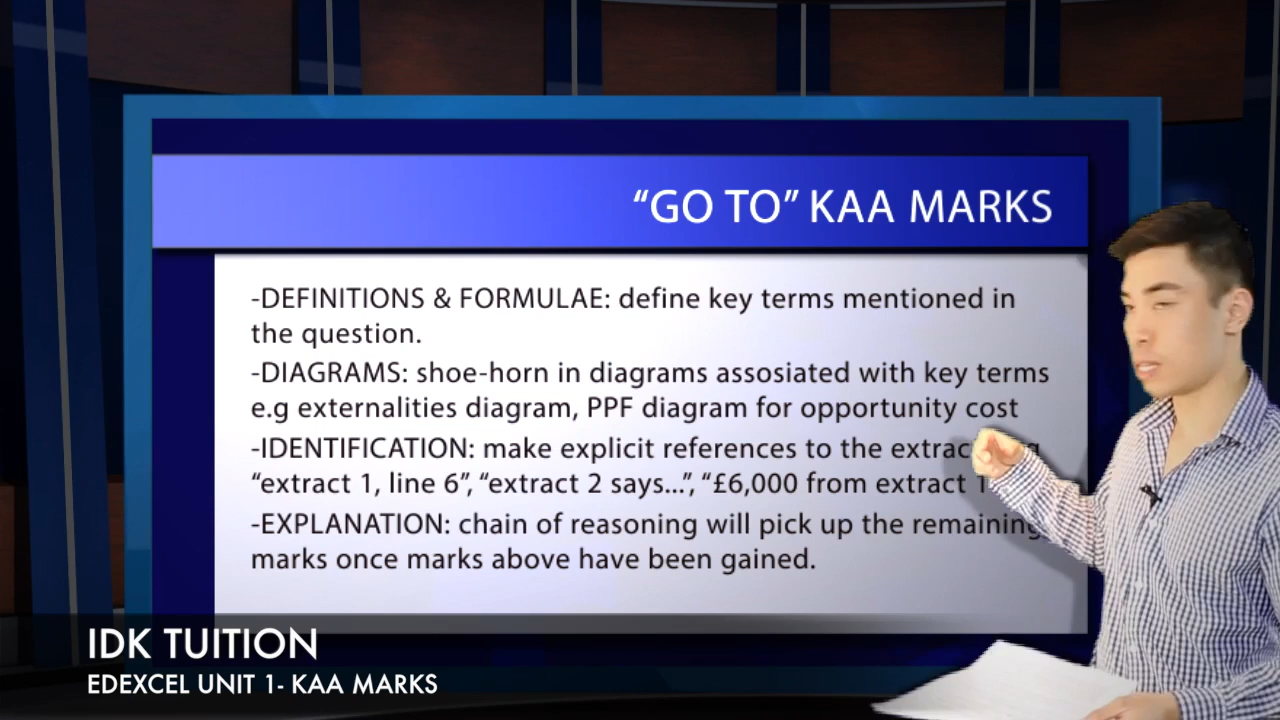 “GO TO” KAA MARKS
-DEFINITIONS & FORMULAE: define key terms mentioned in
the question.
-DIAGRAMS: shoe-horn in diagrams assosiated with key terms
e.g externalities diagram, PPF diagram for opportunity cost
-IDENTIFICATION: make explicit references to the extract
“extract 1, line 6”, “extract 2 says...”, “£6,000 from extract 1
-EXPLANATION: chain of reasoning will pick up the remaining
marks once marks above have been gained.
IDK TUITION
EDEXCEL UNIT 1- KAA MARKS